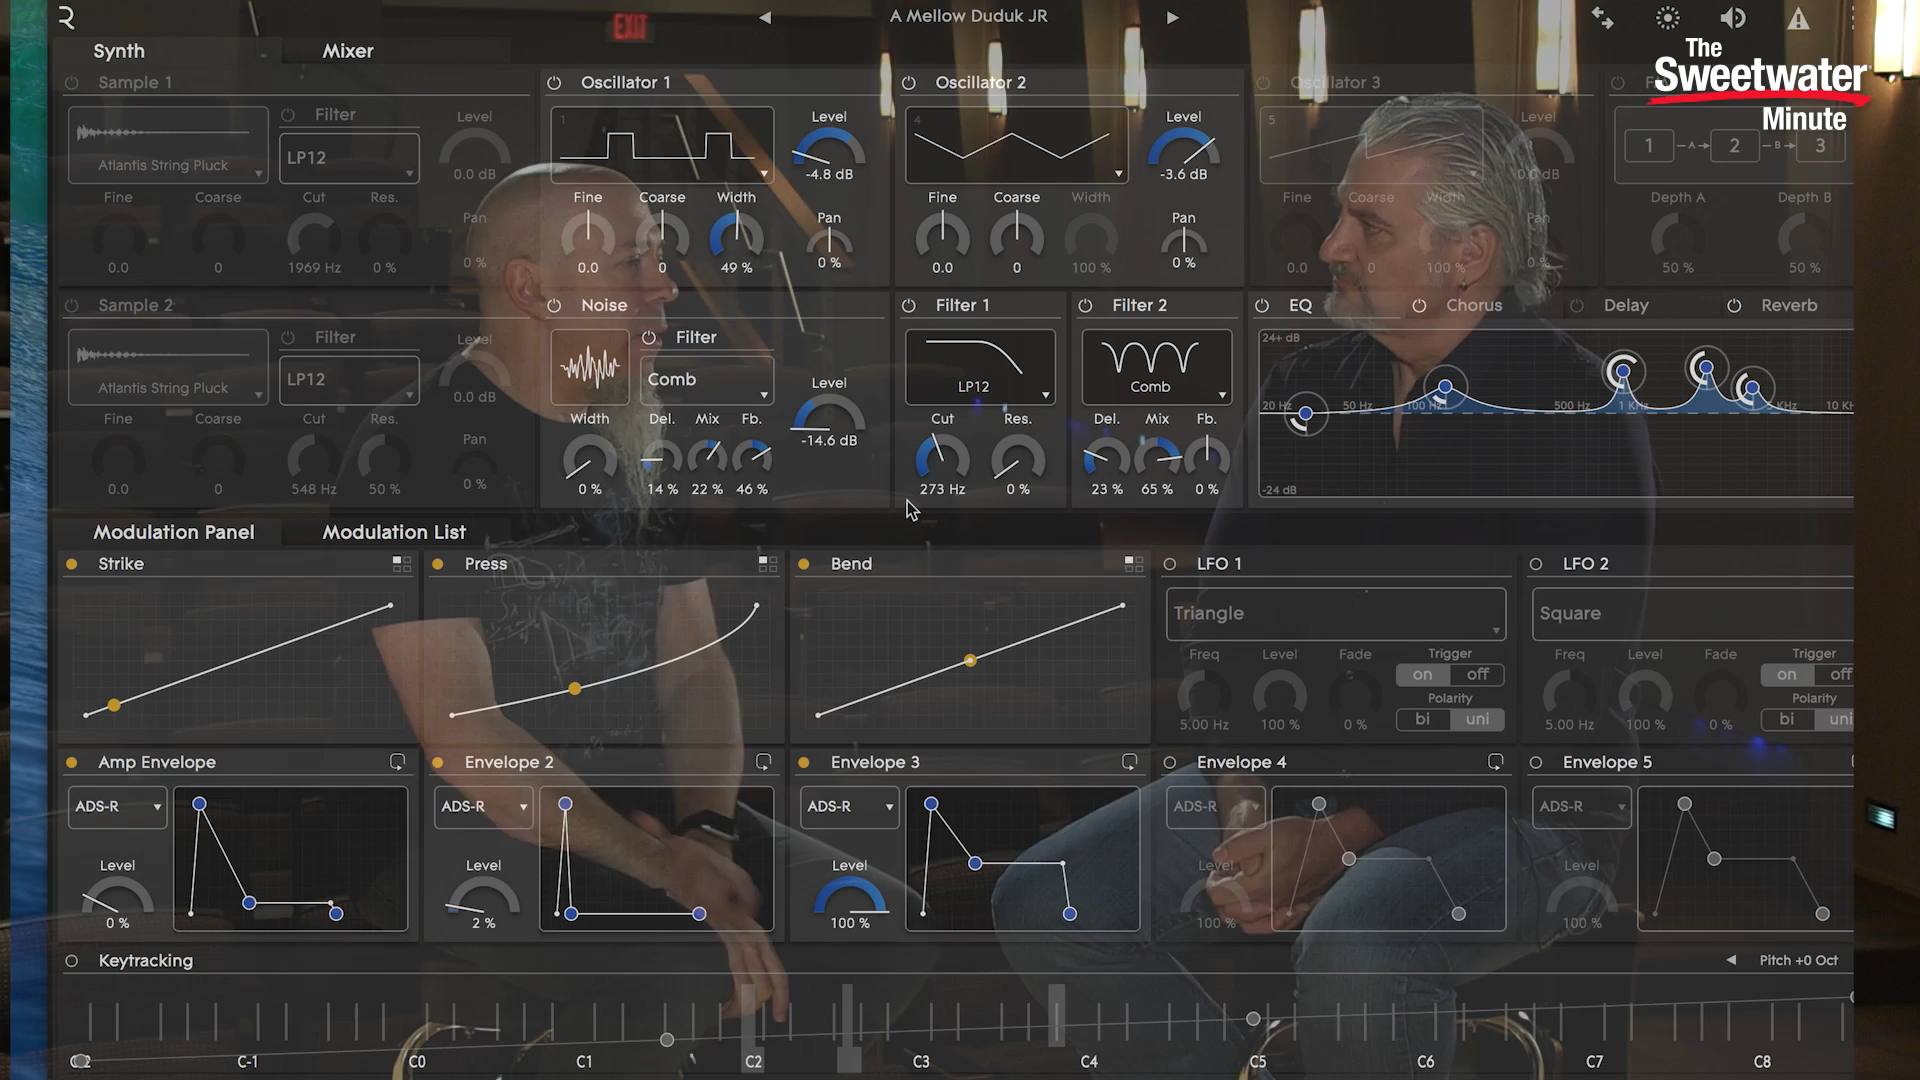 A Mellow Duduk JR
EXIT
The
Sweetwater
Minute
Synth
Mixer
Sample 1
Filter
LP12
Atlantis String Pluck
Level
0.0 dB
Fine
Coarse
Cut
Res.
Pan
0.0
0
1969 Hz
0 %
0 %
Oscillator 1
1
Level
-4.8 dB
Fine
Coarse
Width
Pan
0.0
0
49 %
0 %
Oscillator 2
4
Level
-3.6 dB
Fine
Coarse
Width
Pan
0.0
0
100 %
0 %
Oscillator 3
5
Level
0.0 dB
Fine
Coarse
Width
Pan
0.0
0
100 %
0 %
1
A
2
B
3
Depth A
Depth B
50 %
50 %
Sample 2
Filter
LP12
Atlantis String Pluck
Level
0.0 dB
Fine
Coarse
Cut
Res.
Pan
0.0
0
548 Hz
50 %
0 %
Noise
Filter
Comb
Level
-14.6 dB
Width
Del.
Mix
Fb.
0 %
14 %
22 %
46 %
Filter 1
LP12
Cut
Res.
273 Hz
0 %
Filter 2
Comb
Del.
Mix
Fb.
23 %
65 %
0 %
EQ
Chorus
Delay
Reverb
24+ dB
20 Hz
50 Hz
100 Hz
500 Hz
1 KHz
5 KHz
10 KH
-24 dB
Modulation Panel
Modulation List
Strike
Press
Bend
LFO 1
Triangle
Freq
Level
Fade
Trigger
on
off
Polarity
bi
uni
5.00 Hz
100 %
0 %
LFO 2
Square
Freq
Level
Fade
Trigger
on
off
Polarity
bi
uni
5.00 Hz
100 %
0 %
Amp Envelope
ADS-R
Level
0 %
Envelope 2
ADS-R
Level
2 %
Envelope 3
ADS-R
Level
100 %
Envelope 4
ADS-R
Level
100 %
Envelope 5
ADS-R
Level
100 %
Keytracking
Pitch +0 Oct
C-1
C0
C1
C2
C3
C4
C5
C6
C7
C8